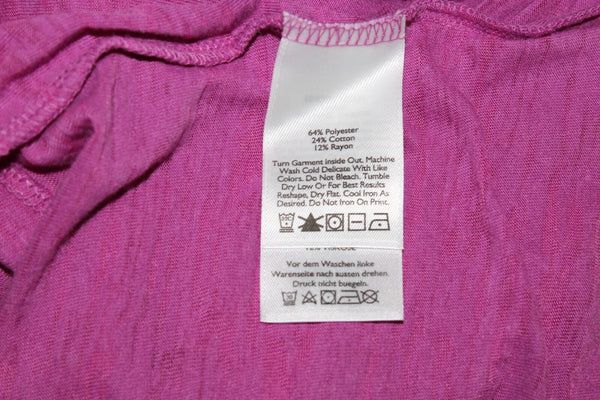 64% Polyester
24% Cotton
12% Rayon
Turn Garment Inside Out. Machine
Wash Cold Delicate With Like
Colors. Do Not Bleach. Tumble
Dry Low Or For Best Results
Reshape, Dry Flat. Cool Iron As
Desired. Do Not Iron On Print.
Vor dem Waschen linke
Warenseite nach aussen drehen.
Druck nicht buegeln.
30